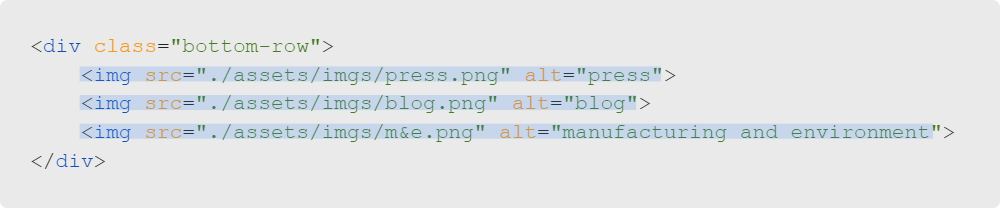 <div class="bottom-row">
    <img src="./assets/imgs/press.png" alt="press">
    <img src="./assets/imgs/blog.png" alt="blog">
    <img src="./assets/imgs/m&e.png" alt="manufacturing and environment">
</div>